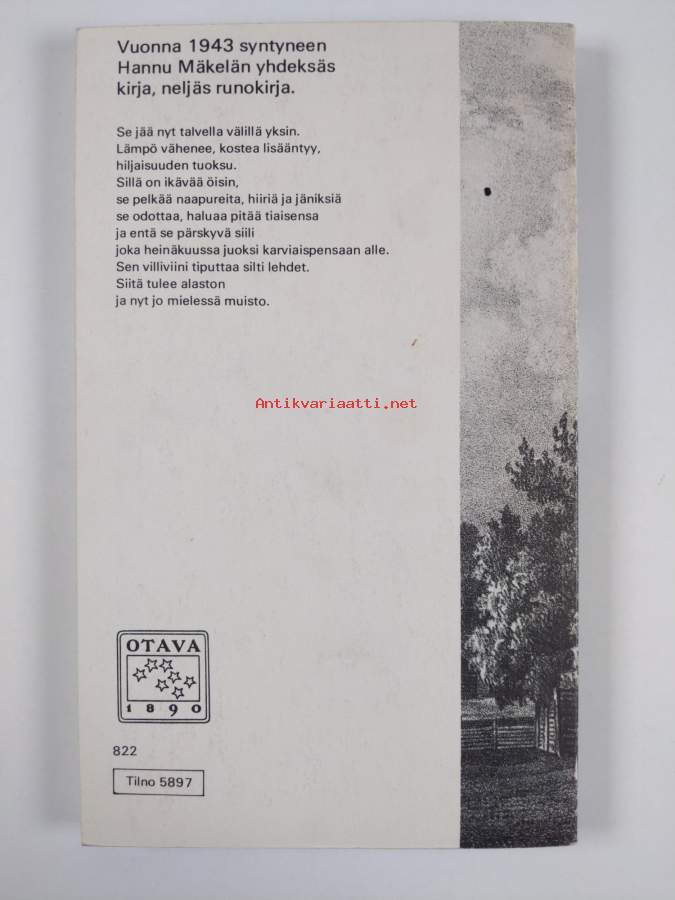 Vuonna 1943 syntyneen
Hannu Mäkelän yhdeksäs
kirja, neljäs runokirja.
Se jää nyt talvella välillä yksin.
Lämpö vähenee, kostea lisääntyy,
hiljaisuuden tuoksu.
Sillä on ikävää öisin,
se pelkää naapureita, hiiriä ja jäniksiä
se odottaa, haluaa pitää tiaisensa
ja entä se pärskyvä siili
joka heinäkuussa juoksi karviaispensaan alle.
Sen villiviini tiputtaa silti lehdet.
Siitä tulee alaston
ja nyt jo mielessä muisto.
Antikvariaatti.net
OTAVA
1890
822
Tilno 5897